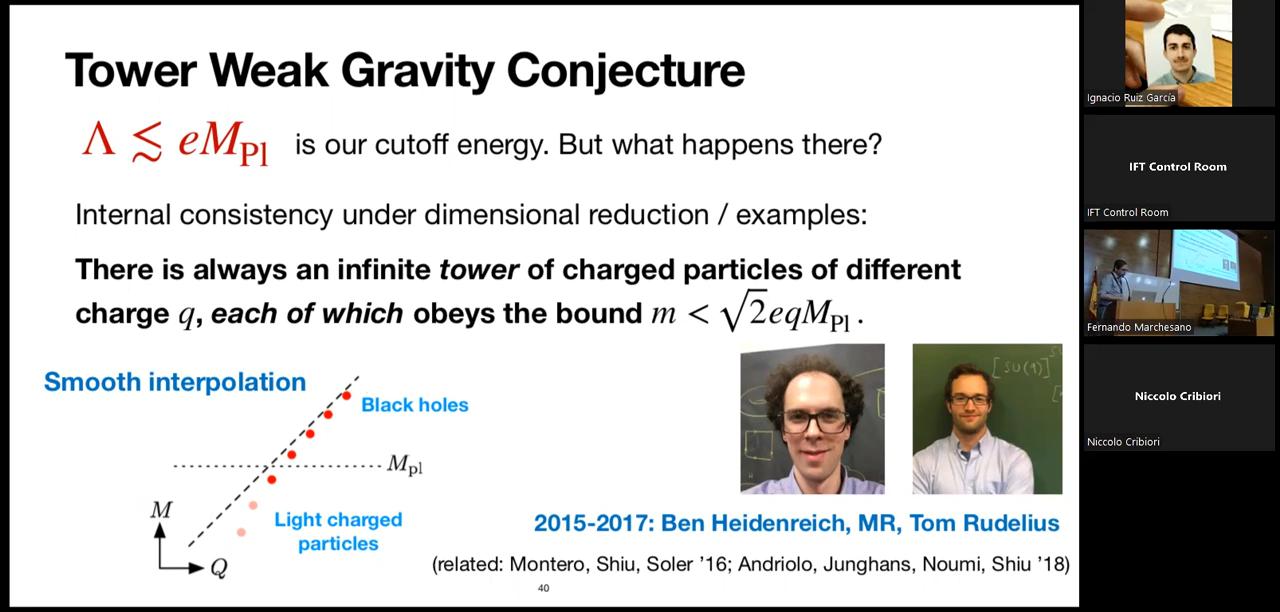 Tower Weak Gravity Conjecture
Λ ≲ eM_Pl is our cutoff energy. But what happens there?
Internal consistency under dimensional reduction / examples:
There is always an infinite tower of charged particles of different
charge q, each of which obeys the bound m < √2eqM_Pl.
Smooth interpolation
Black holes
M_pl
M
Light charged
particles
Q
[SU(9)]
2015-2017: Ben Heidenreich, MR, Tom Rudelius
(related: Montero, Shiu, Soler '16; Andriolo, Junghans, Noumi, Shiu '18)
40
Ignacio Ruiz García
IFT Control Room
IFT Control Room
Fernando Marchesano
Niccolo Cribiori
Niccolo Cribiori